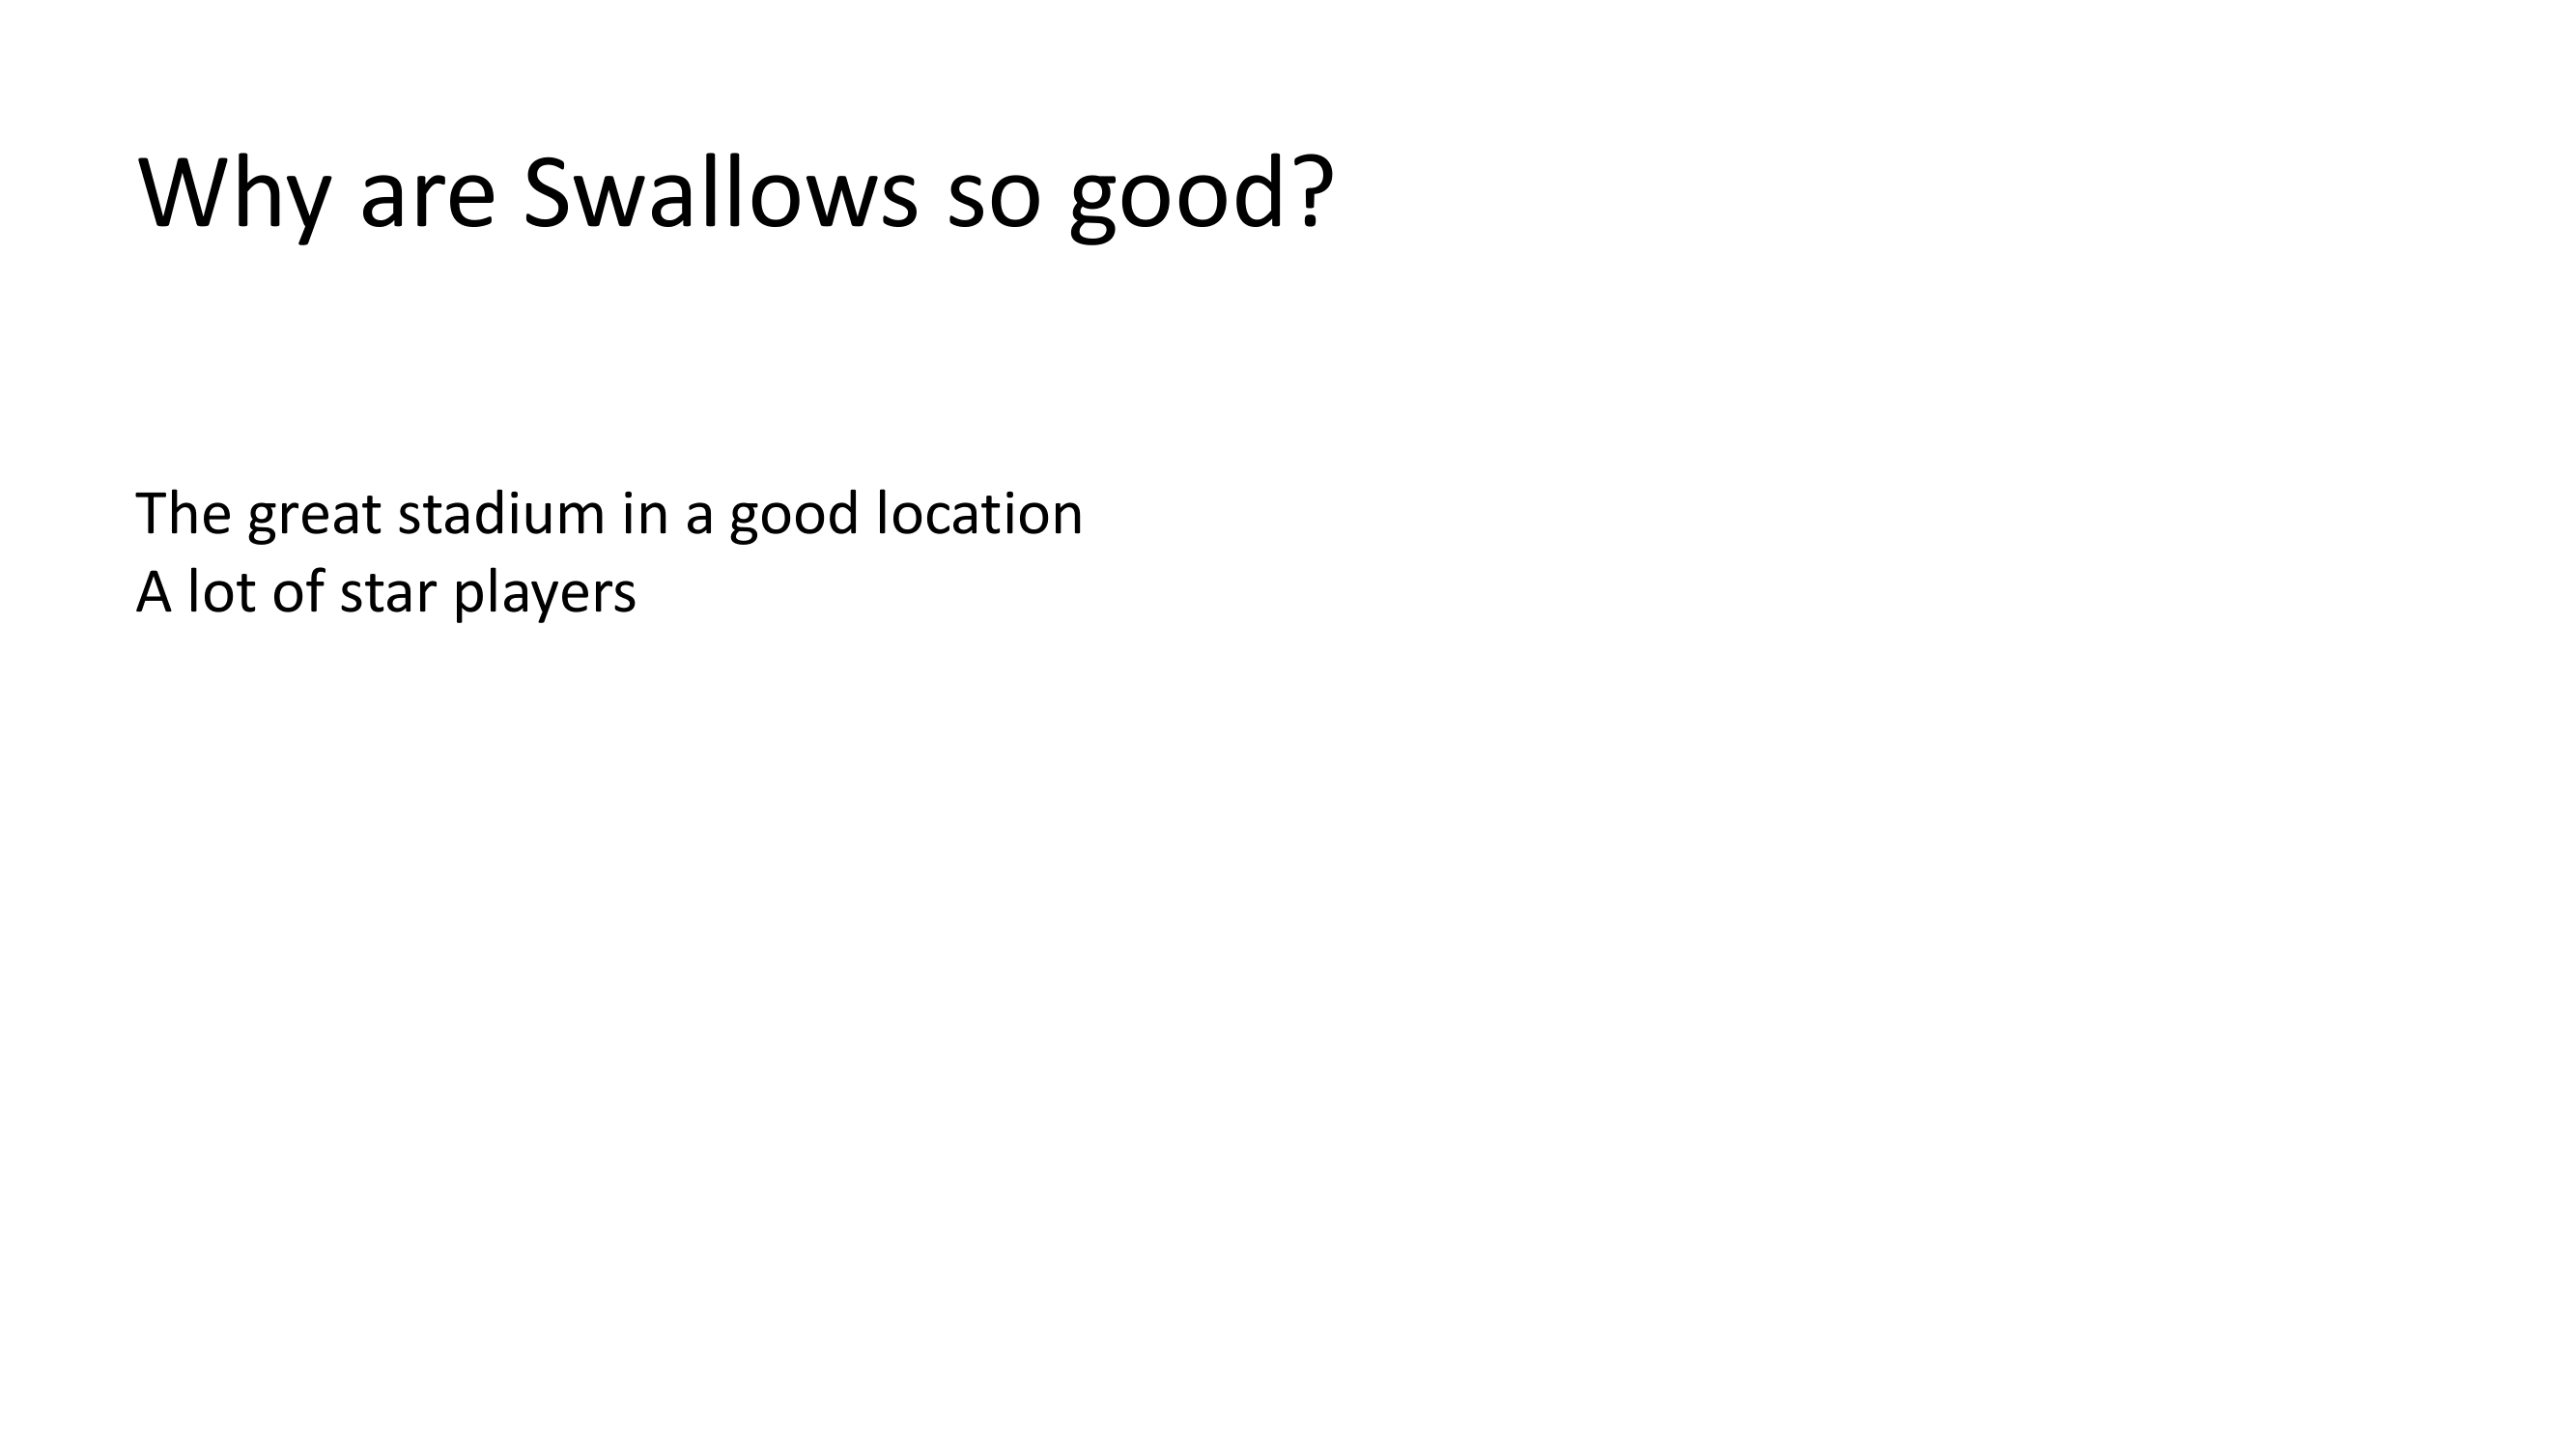 Why are Swallows so good?
The great stadium in a good location
A lot of star players